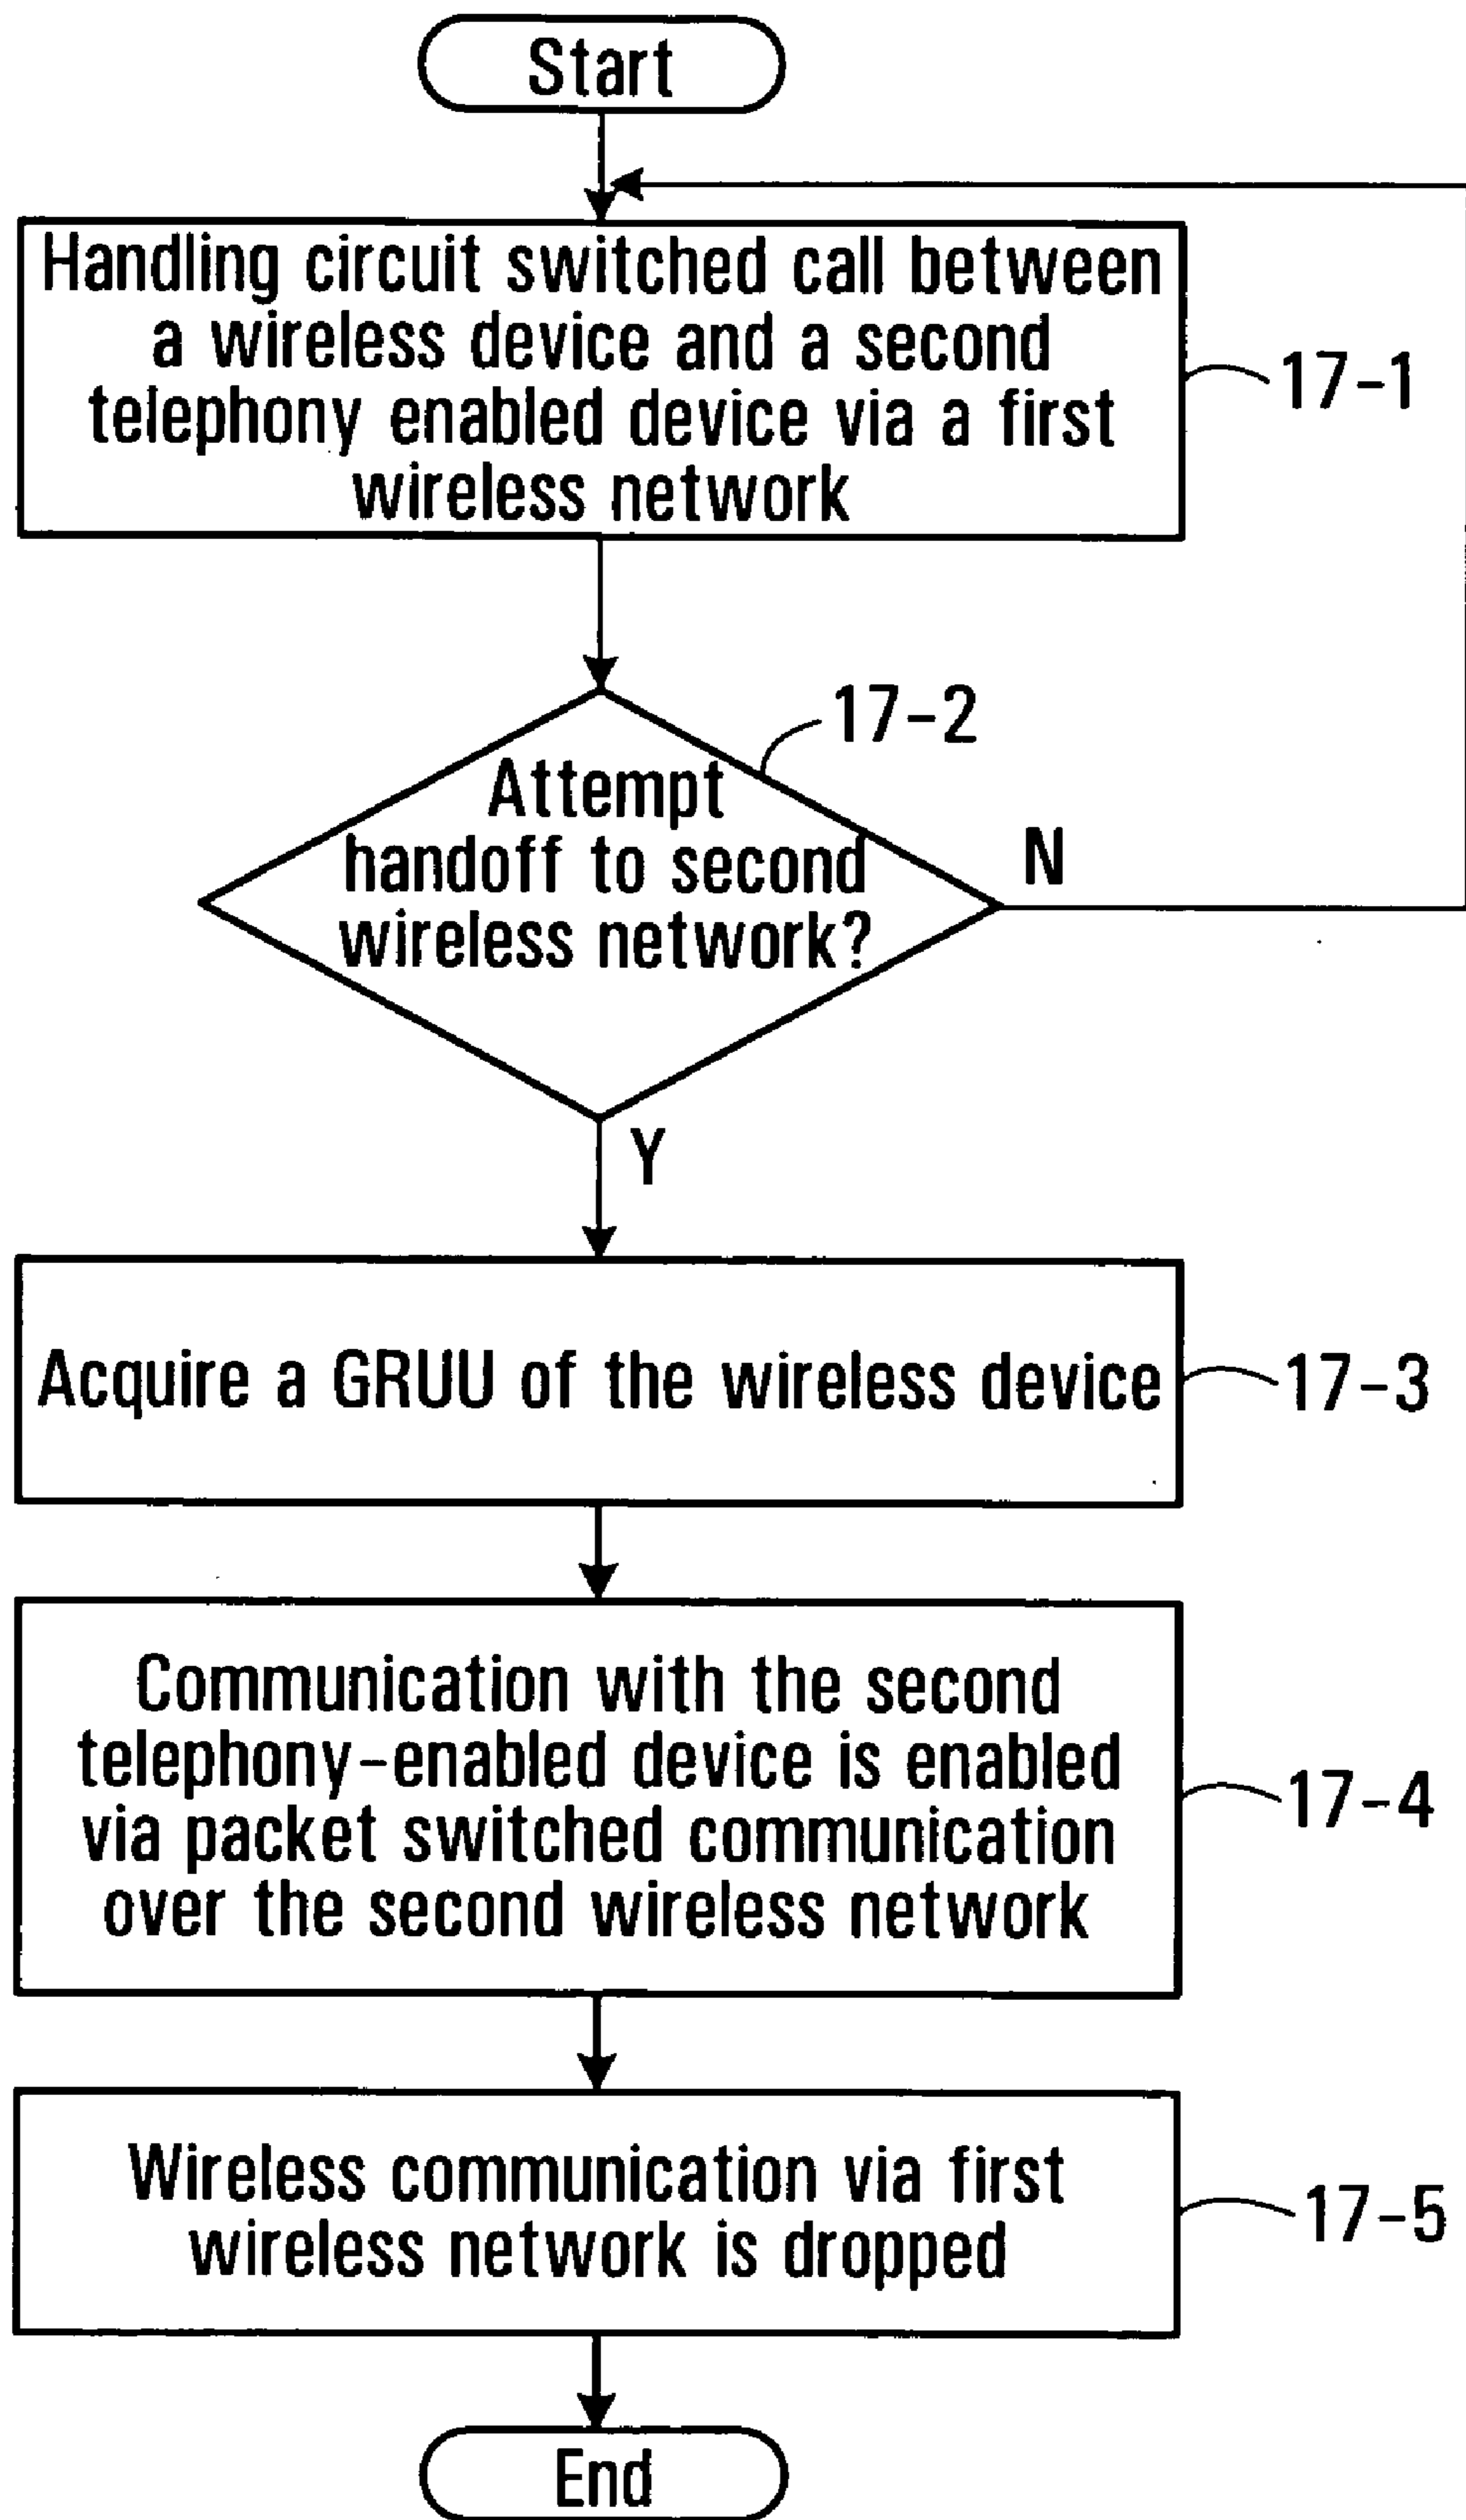 Start
Handling circuit switched call between
a wireless device and a second
telephony enabled device via a first
wireless network
17-1
17-2
Attempt
handoff to second
wireless network?
N
Y
Acquire a GRUU of the wireless device
17-3
Communication with the second
telephony-enabled device is enabled
via packet switched communication
over the second wireless network
17-4
Wireless communication via first
wireless network is dropped
17-5
End